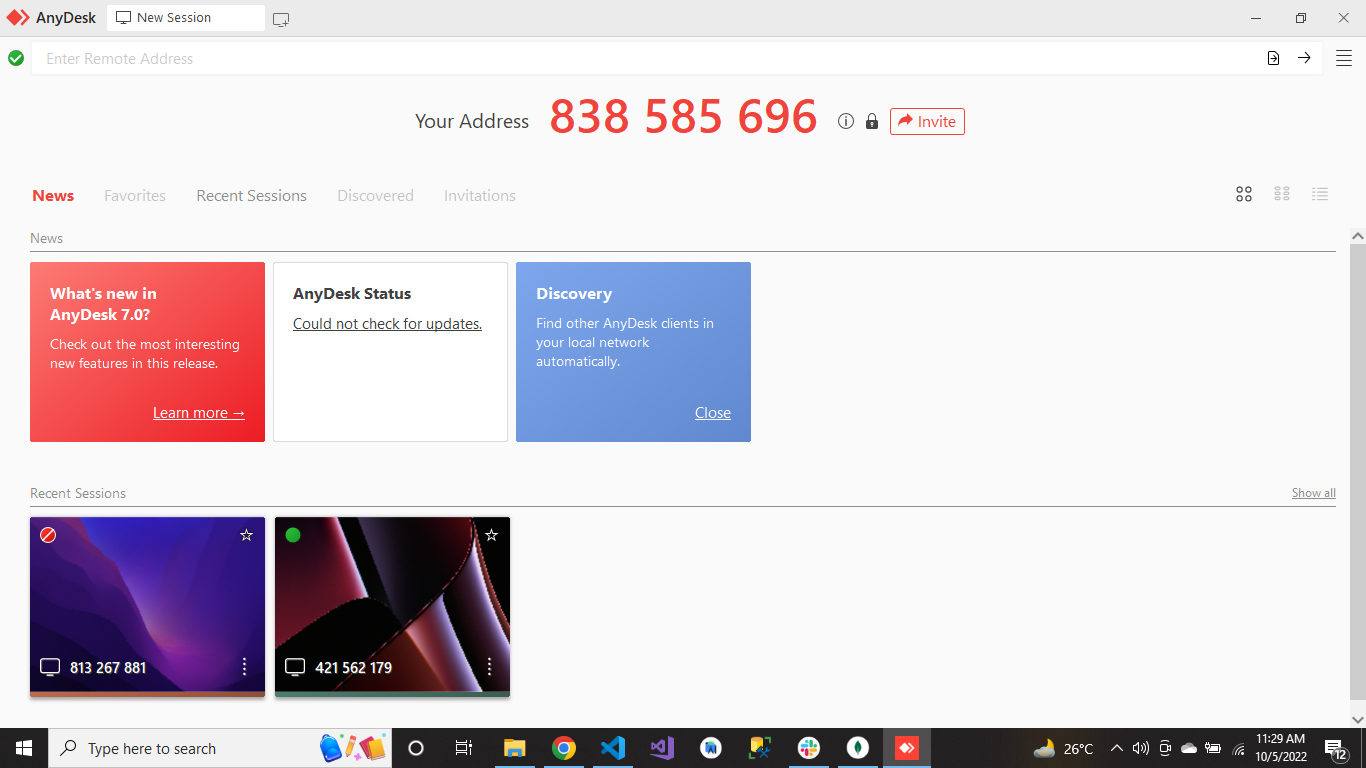 AnyDesk
New Session
Enter Remote Address
Your Address 838 585 696 Invite
News Favorites Recent Sessions Discovered Invitations
News
What's new in
AnyDesk 7.0?
Check out the most interesting
new features in this release.
Learn more →
AnyDesk Status
Could not check for updates.
Discovery
Find other AnyDesk clients in
your local network
automatically.
Close
Recent Sessions Show all
813 267 881
421 562 179
Type here to search
26°C
11:29 AM
10/5/2022
12